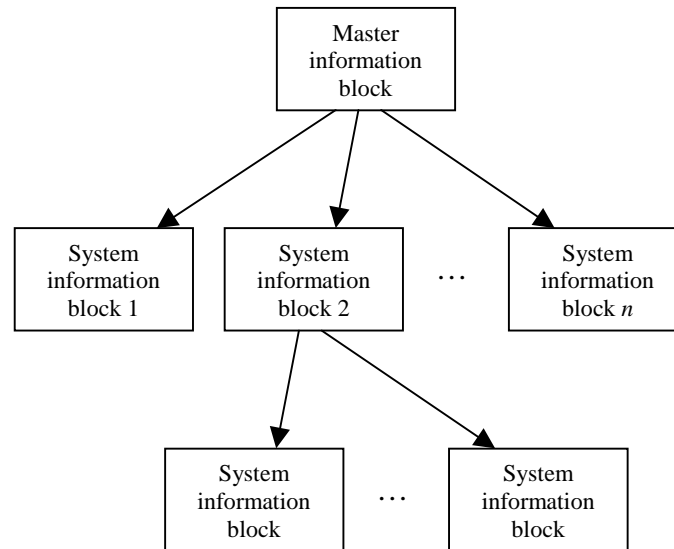 Master
information
block
System
information
block 1
System
information
block 2
…
System
information
block n
System
information
block
…
System
information
block